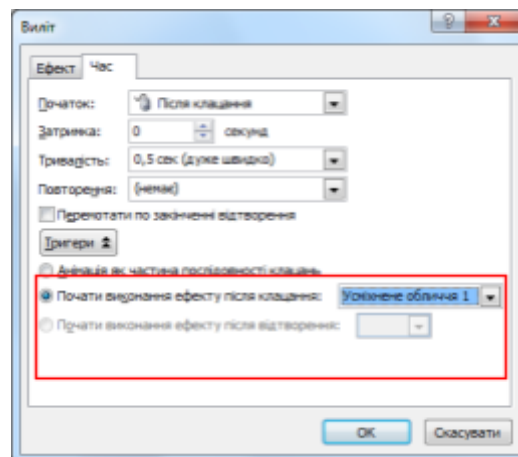 Виліт
Ефект Час
Початок: Після клацання
Затримка: 0 секунд
Тривалість: 0,5 сек (дуже швидко)
Повторення: (немає)
Перемотати по закінченні відтворення
Тригери
Анімація як частина послідовності клацань
Почати виконання ефекту після клацання: Усміхнене обличчя 1
Почати виконання ефекту після відтворення:
ОК Скасувати